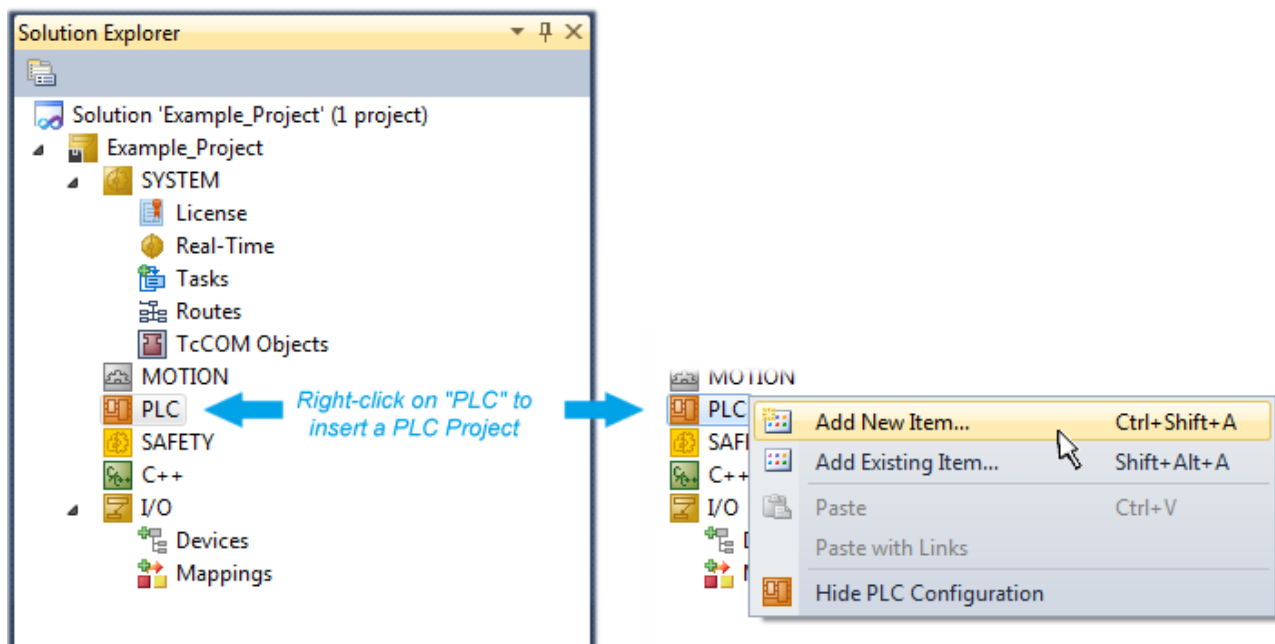 Solution Explorer
Solution 'Example_Project' (1 project)
Example_Project
SYSTEM
License
Real-Time
Tasks
Routes
TcCOM Objects
MOTION
PLC
SAFETY
C++
I/O
Devices
Mappings
Right-click on "PLC" to
insert a PLC Project
MOTION
PLC
SAF
C++
I/O
Add New Item... Ctrl+Shift+A
Add Existing Item... Shift+Alt+A
Paste Ctrl+V
Paste with Links
Hide PLC Configuration